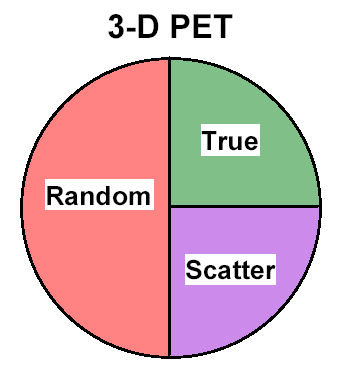 3-D PET
True
Random
Scatter